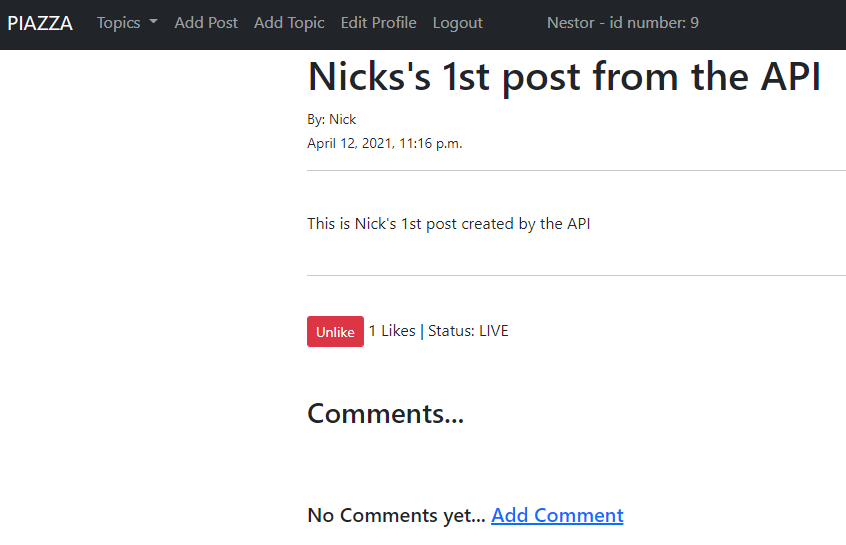 PIAZZA Topics Add Post Add Topic Edit Profile Logout Nestor - id number: 9
Nicks's 1st post from the API
By: Nick
April 12, 2021, 11:16 p.m.
This is Nick's 1st post created by the API
Unlike 1 Likes | Status: LIVE
Comments...
No Comments yet... Add Comment